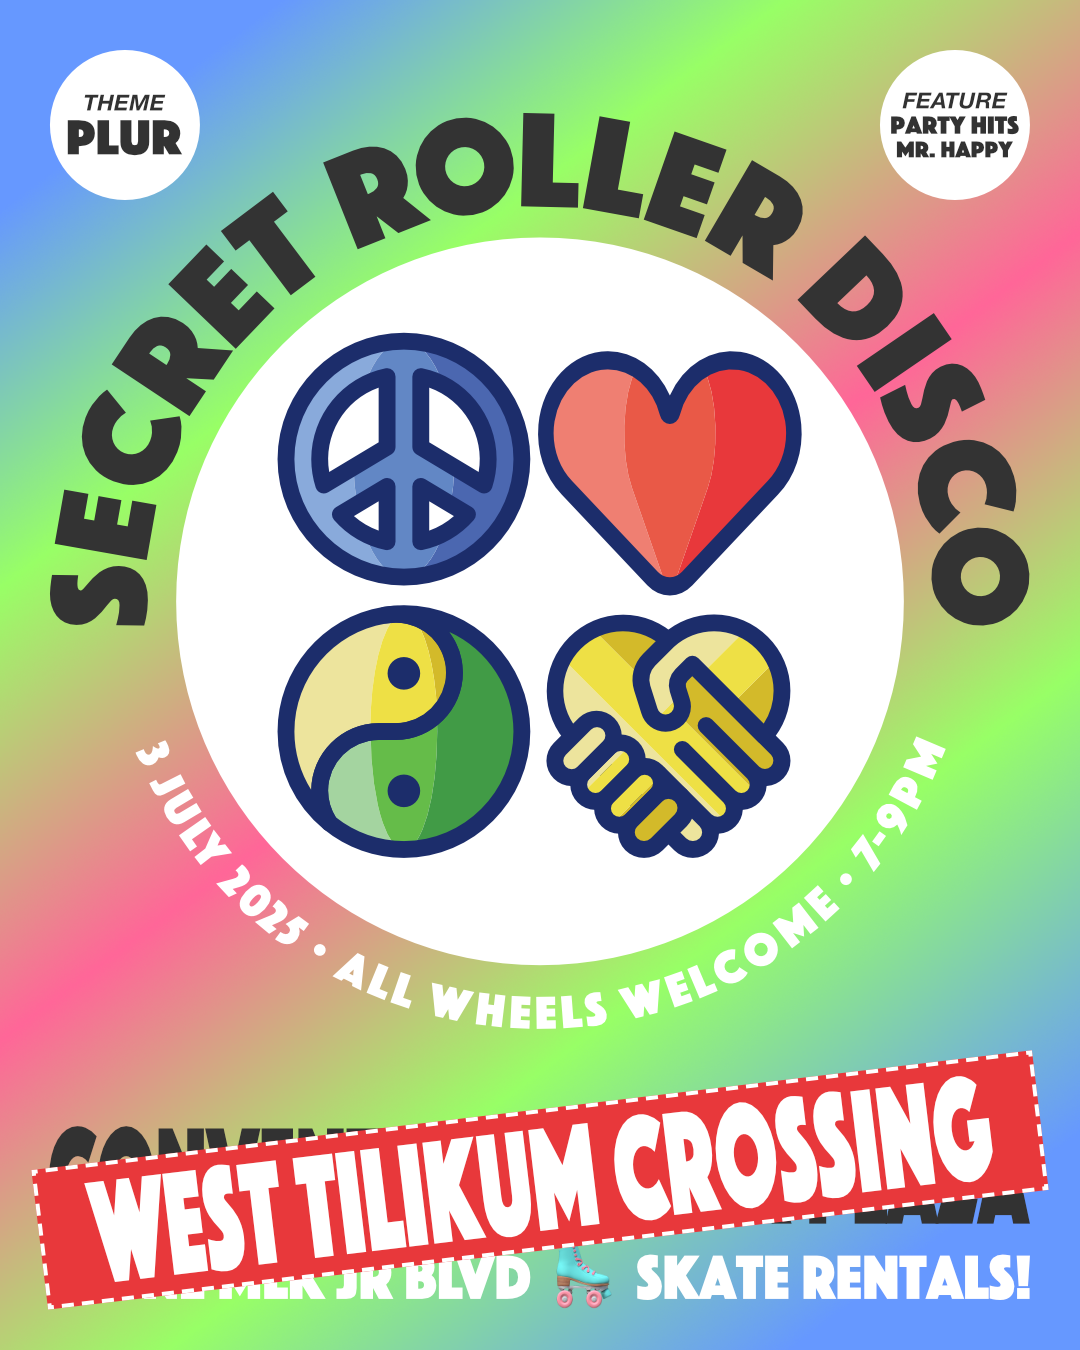 THEME
PLUR
FEATURE
PARTY HITS
MR. HAPPY
SECRET ROLLER DISCO
3 JULY 2025 • ALL WHEELS WELCOME • 7-9PM
WEST TILIKUM CROSSING
PLAZA
JR BLVD
SKATE RENTALS!